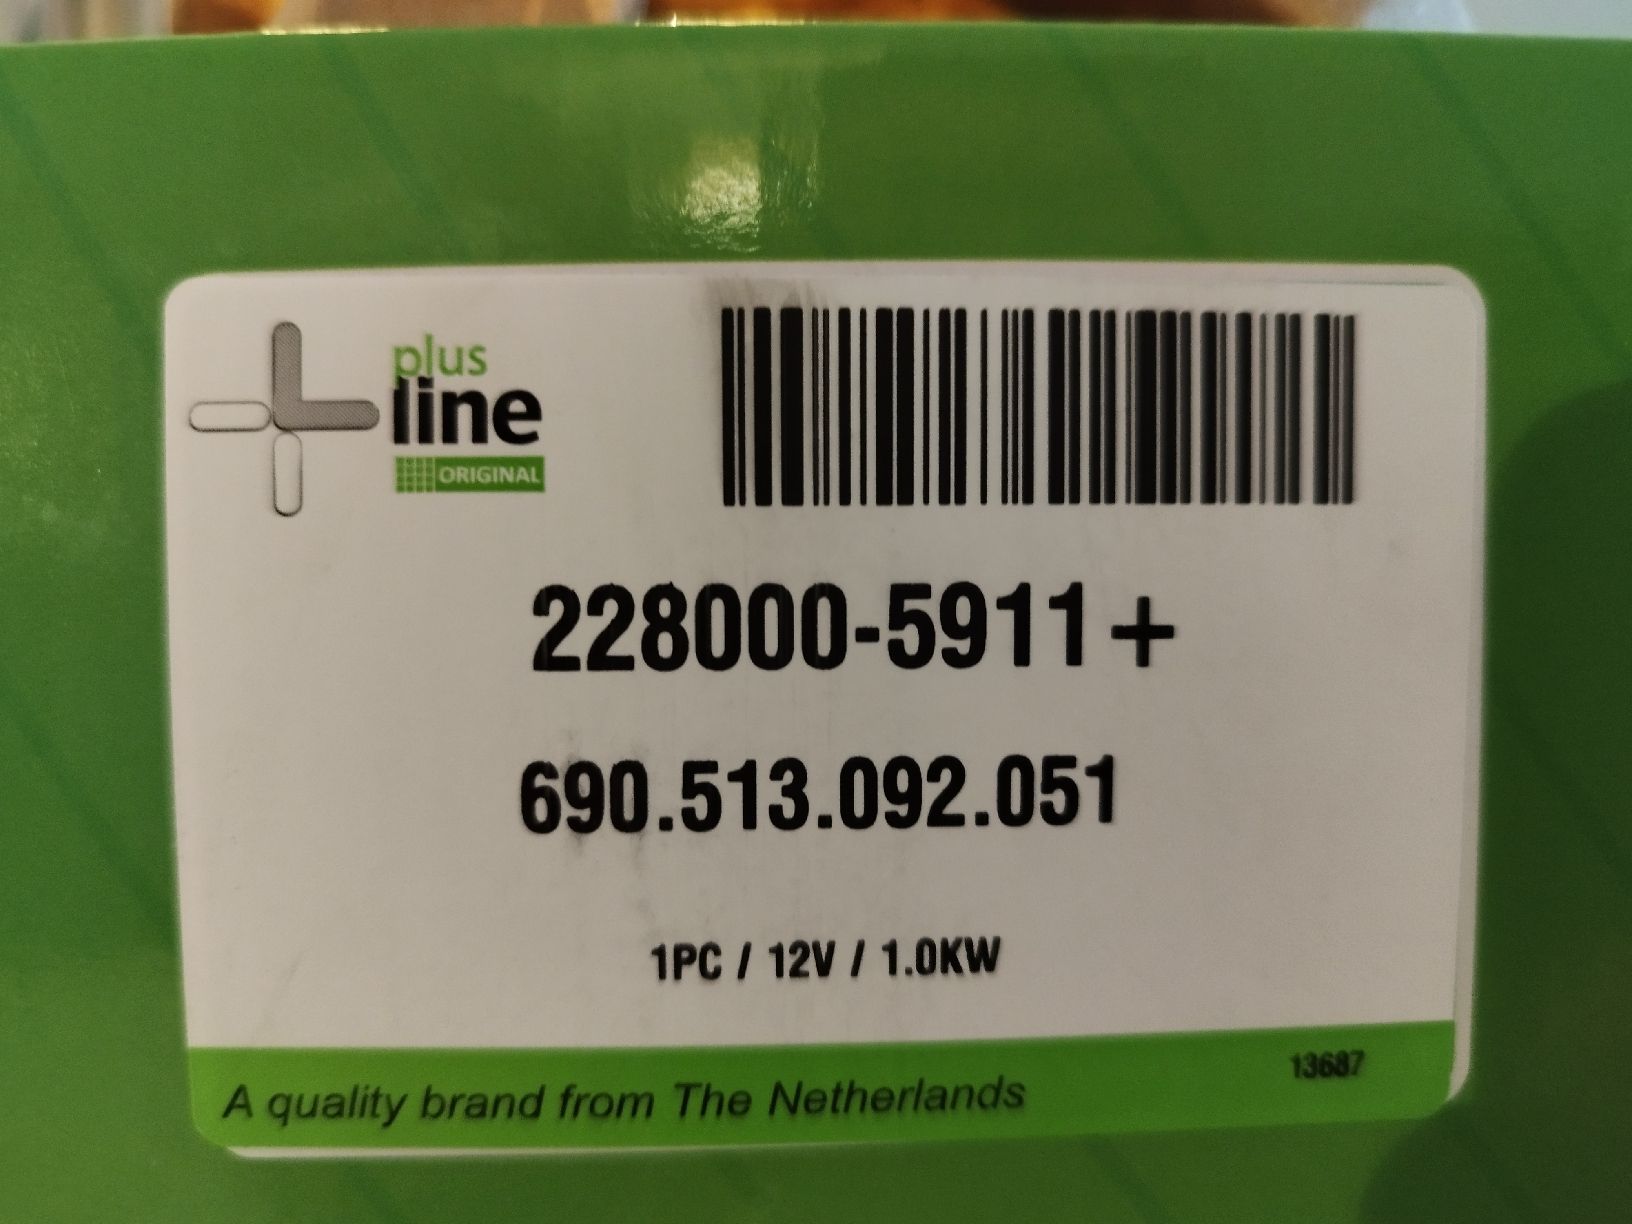 plus
line
ORIGINAL
228000-5911+
690.513.092.051
1PC / 12V / 1.0KW
13687
A quality brand from The Netherlands